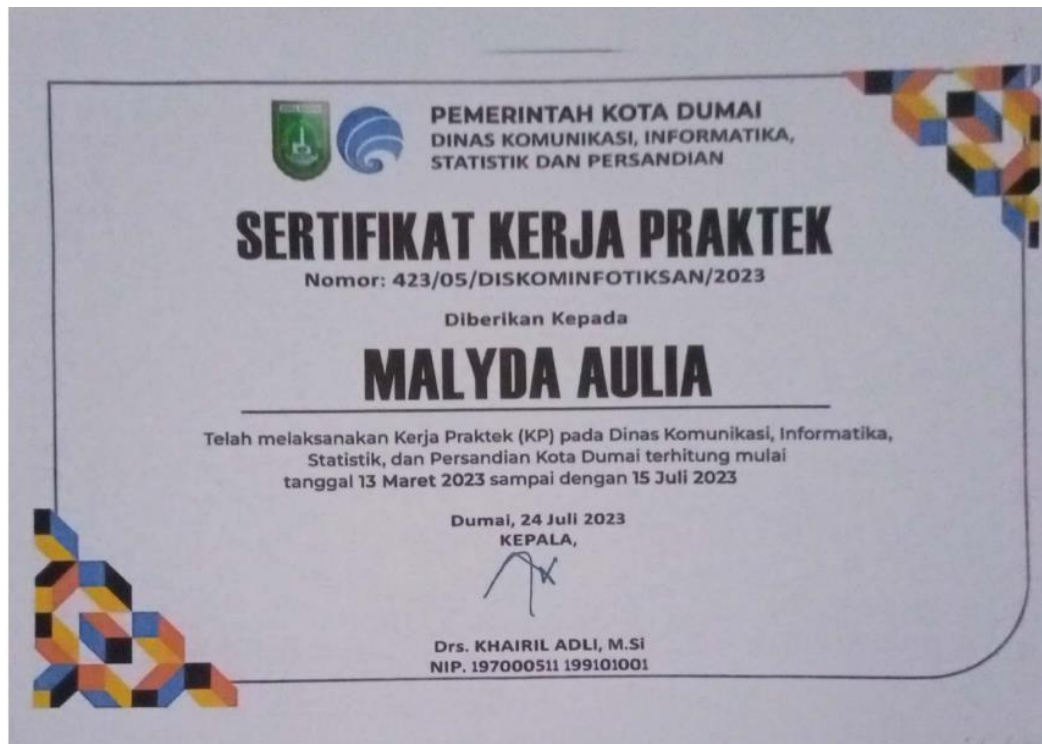 PEMERINTAH KOTA DUMAI
DINAS KOMUNIKASI, INFORMATIKA,
STATISTIK DAN PERSANDIAN
SERTIFIKAT KERJA PRAKTEK
Nomor: 423/05/DISKOMINFOTIKSAN/2023
Diberikan Kepada
MALYDA AULIA
Telah melaksanakan Kerja Praktek (KP) pada Dinas Komunikasi, Informatika,
Statistik, dan Persandian Kota Dumai terhitung mulai
tanggal 13 Maret 2023 sampai dengan 15 Juli 2023
Dumai, 24 Juli 2023
KEPALA,
Drs. KHAIRIL ADLI, M.Si
NIP. 197000511 199101001